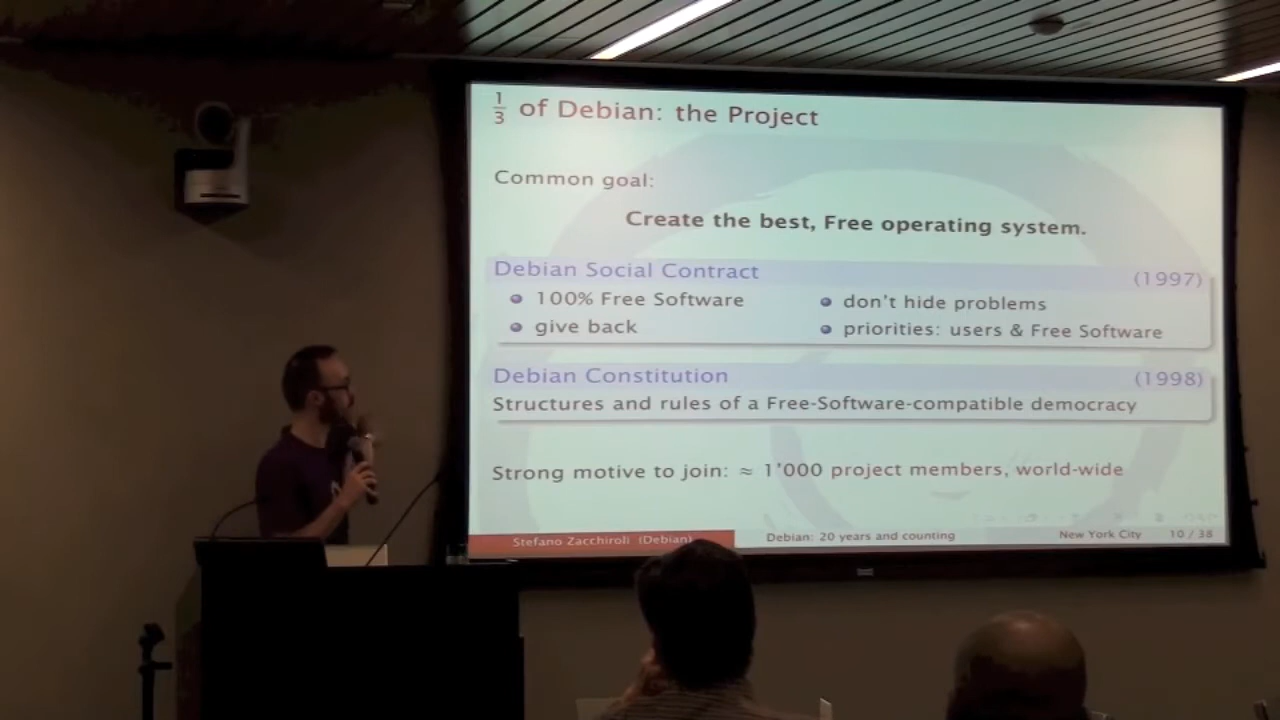 1/3 of Debian: the Project
Common goal:
Create the best, Free operating system.
Debian Social Contract (1997)
100% Free Software
don't hide problems
give back
priorities: users & Free Software
Debian Constitution (1998)
Structures and rules of a Free-Software-compatible democracy
Strong motive to join: ≈ 1'000 project members, world-wide
Stefano Zacchiroli (Debian) Debian: 20 years and counting New York City 10 / 38